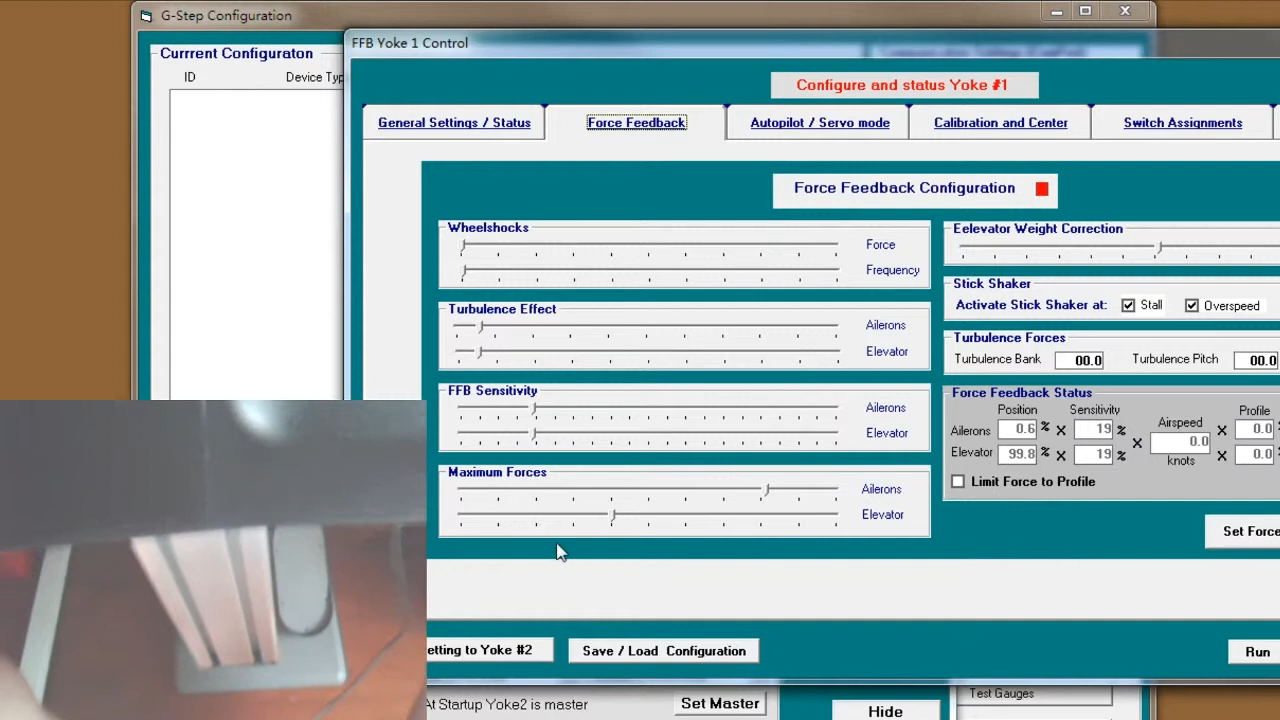 G-Step Configuration
Currrent Configuraton
ID
Device Typ
FFB Yoke 1 Control
Configure and status Yoke #1
General Settings / Status
Force Feedback
Autopilot / Servo mode
Calibration and Center
Switch Assignments
Force Feedback Configuration
Wheelshocks
Force
Frequency
Turbulence Effect
Ailerons
Elevator
FFB Sensitivity
Ailerons
Elevator
Maximum Forces
Ailerons
Elevator
Eelevator Weight Correction
Stick Shaker
Activate Stick Shaker at: Stall Overspeed
Turbulence Forces
Turbulence Bank 00.0 Turbulence Pitch 00.0
Force Feedback Status
Position Sensitivity Airspeed Profile
Ailerons 0.6 % X 19 % X 0.0 X 0.0
Elevator 99.8 % X 19 % knots X 0.0
Limit Force to Profile
Set Force
etting to Yoke #2
Save / Load Configuration
Run
At Startup Yoke2 is master
Set Master
Hide
Test Gauges